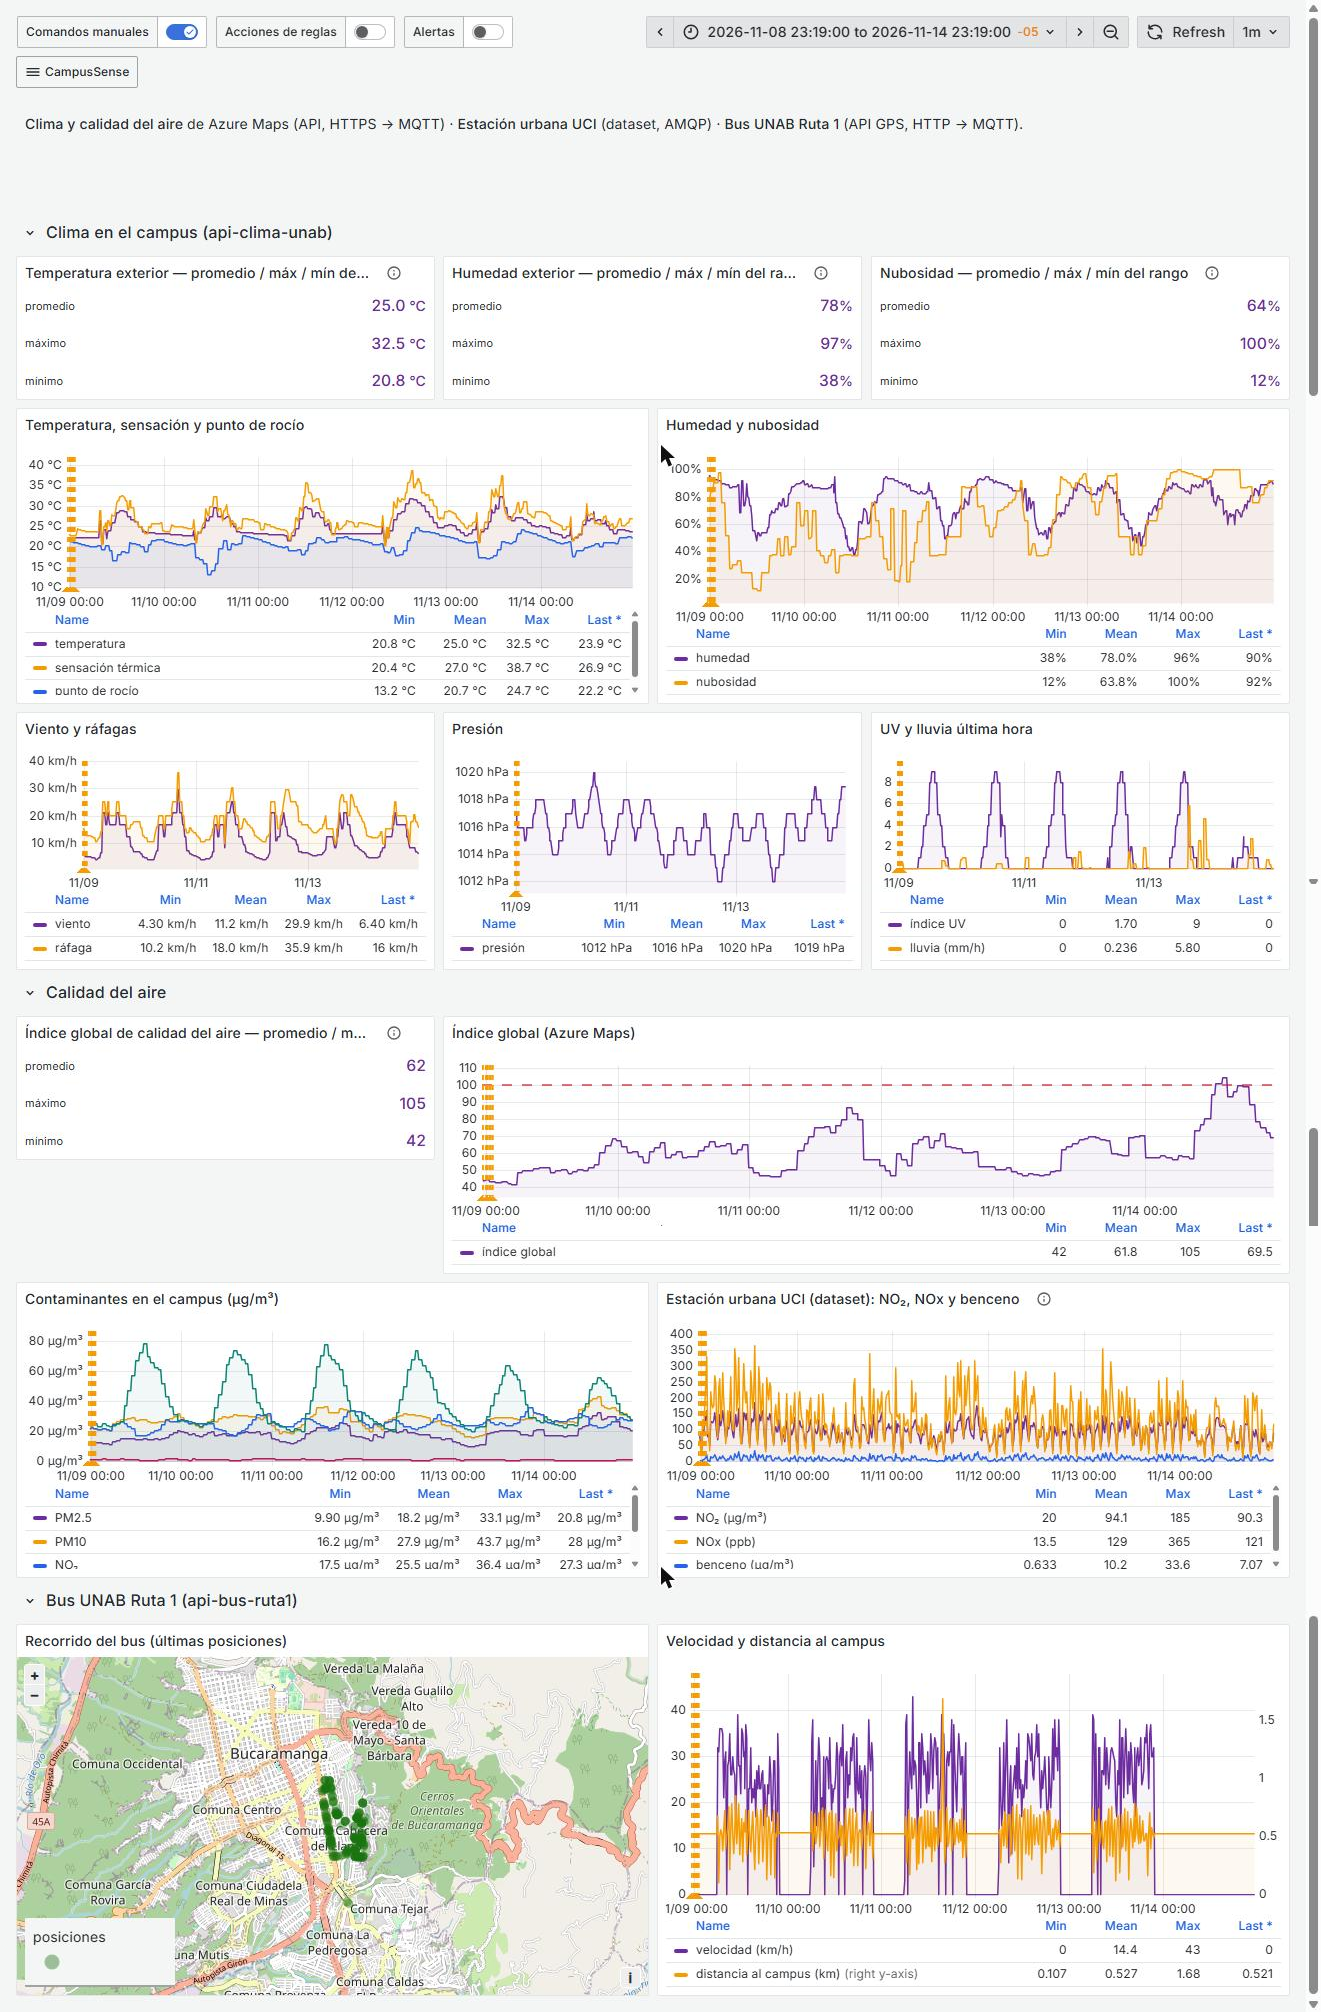 Comandos manuales
Acciones de reglas
Alertas
2026-11-08 23:19:00 to 2026-11-14 23:19:00 -05
Refresh
1m
CampusSense
Clima y calidad del aire de Azure Maps (API, HTTPS → MQTT) · Estación urbana UCI (dataset, AMQP) · Bus UNAB Ruta 1 (API GPS, HTTP → MQTT).
Clima en el campus (api-clima-unab)
Temperatura exterior — promedio / máx / mín de...
promedio 25.0 °C
máximo 32.5 °C
mínimo 20.8 °C
Humedad exterior — promedio / máx / mín del ra...
promedio 78%
máximo 97%
mínimo 38%
Nubosidad — promedio / máx / mín del rango
promedio 64%
máximo 100%
mínimo 12%
Temperatura, sensación y punto de rocío
40 °C
35 °C
30 °C
25 °C
20 °C
15 °C
10 °C
11/09 00:00 11/10 00:00 11/11 00:00 11/12 00:00 11/13 00:00 11/14 00:00
Name Min Mean Max Last *
temperatura 20.8 °C 25.0 °C 32.5 °C 23.9 °C
sensación térmica 20.4 °C 27.0 °C 38.7 °C 26.9 °C
punto de rocío 13.2 °C 20.7 °C 24.7 °C 22.2 °C
Humedad y nubosidad
100%
80%
60%
40%
20%
11/09 00:00 11/10 00:00 11/11 00:00 11/12 00:00 11/13 00:00 11/14 00:00
Name Min Mean Max Last *
humedad 38% 78.0% 96% 90%
nubosidad 12% 63.8% 100% 92%
Viento y ráfagas
40 km/h
30 km/h
20 km/h
10 km/h
11/09 11/11 11/13
Name Min Mean Max Last *
viento 4.30 km/h 11.2 km/h 29.9 km/h 6.40 km/h
ráfaga 10.2 km/h 18.0 km/h 35.9 km/h 16 km/h
Presión
1020 hPa
1018 hPa
1016 hPa
1014 hPa
1012 hPa
11/09 11/11 11/13
Name Min Mean Max Last *
presión 1012 hPa 1016 hPa 1020 hPa 1019 hPa
UV y lluvia última hora
8
6
4
2
0
11/09 11/11 11/13
Name Min Mean Max Last *
índice UV 0 1.70 9 0
lluvia (mm/h) 0 0.236 5.80 0
Calidad del aire
Índice global de calidad del aire — promedio / m...
promedio 62
máximo 105
mínimo 42
Índice global (Azure Maps)
110
100
90
80
70
60
50
40
11/09 00:00 11/10 00:00 11/11 00:00 11/12 00:00 11/13 00:00 11/14 00:00
Name Min Mean Max Last *
índice global 42 61.8 105 69.5
Contaminantes en el campus (µg/m³)
80 µg/m³
60 µg/m³
40 µg/m³
20 µg/m³
0 µg/m³
11/09 00:00 11/10 00:00 11/11 00:00 11/12 00:00 11/13 00:00 11/14 00:00
Name Min Mean Max Last *
PM2.5 9.90 µg/m³ 18.2 µg/m³ 33.1 µg/m³ 20.8 µg/m³
PM10 16.2 µg/m³ 27.9 µg/m³ 43.7 µg/m³ 28 µg/m³
NO₂ 17.5 µg/m³ 25.5 µg/m³ 36.4 µg/m³ 27.3 µg/m³
Estación urbana UCI (dataset): NO₂, NOx y benceno
400
350
300
250
200
150
100
50
0
11/09 00:00 11/10 00:00 11/11 00:00 11/12 00:00 11/13 00:00 11/14 00:00
Name Min Mean Max Last *
NO₂ (µg/m³) 20 94.1 185 90.3
NOx (ppb) 13.5 129 365 121
benceno (µg/m³) 0.633 10.2 33.6 7.07
Bus UNAB Ruta 1 (api-bus-ruta1)
Recorrido del bus (últimas posiciones)
+
−
Vereda La Malaña
Vereda Gualilo
Alto
Vereda 10 de
Mayo - Santa
Bárbara
Bucaramanga
Comuna Occidental
Río de Oro
Autopista Chimitá
Cerros
Orientales
de Bucaramanga
45A
Comuna Centro
Diagonal 15
Comuna García
Rovira
Comuna Ciudadela
Real de Minas
Comuna Tejar
Comuna La
Pedregosa
una Mutis
Autopista Girón
Comuna Caldas
posiciones
i
Velocidad y distancia al campus
40
30
20
10
0
1.5
1
0.5
0
1/09 00:00 11/10 00:00 11/11 00:00 11/12 00:00 11/13 00:00 11/14 00:00
Name Min Mean Max Last *
velocidad (km/h) 0 14.4 43 0
distancia al campus (km) (right y-axis) 0.107 0.527 1.68 0.521